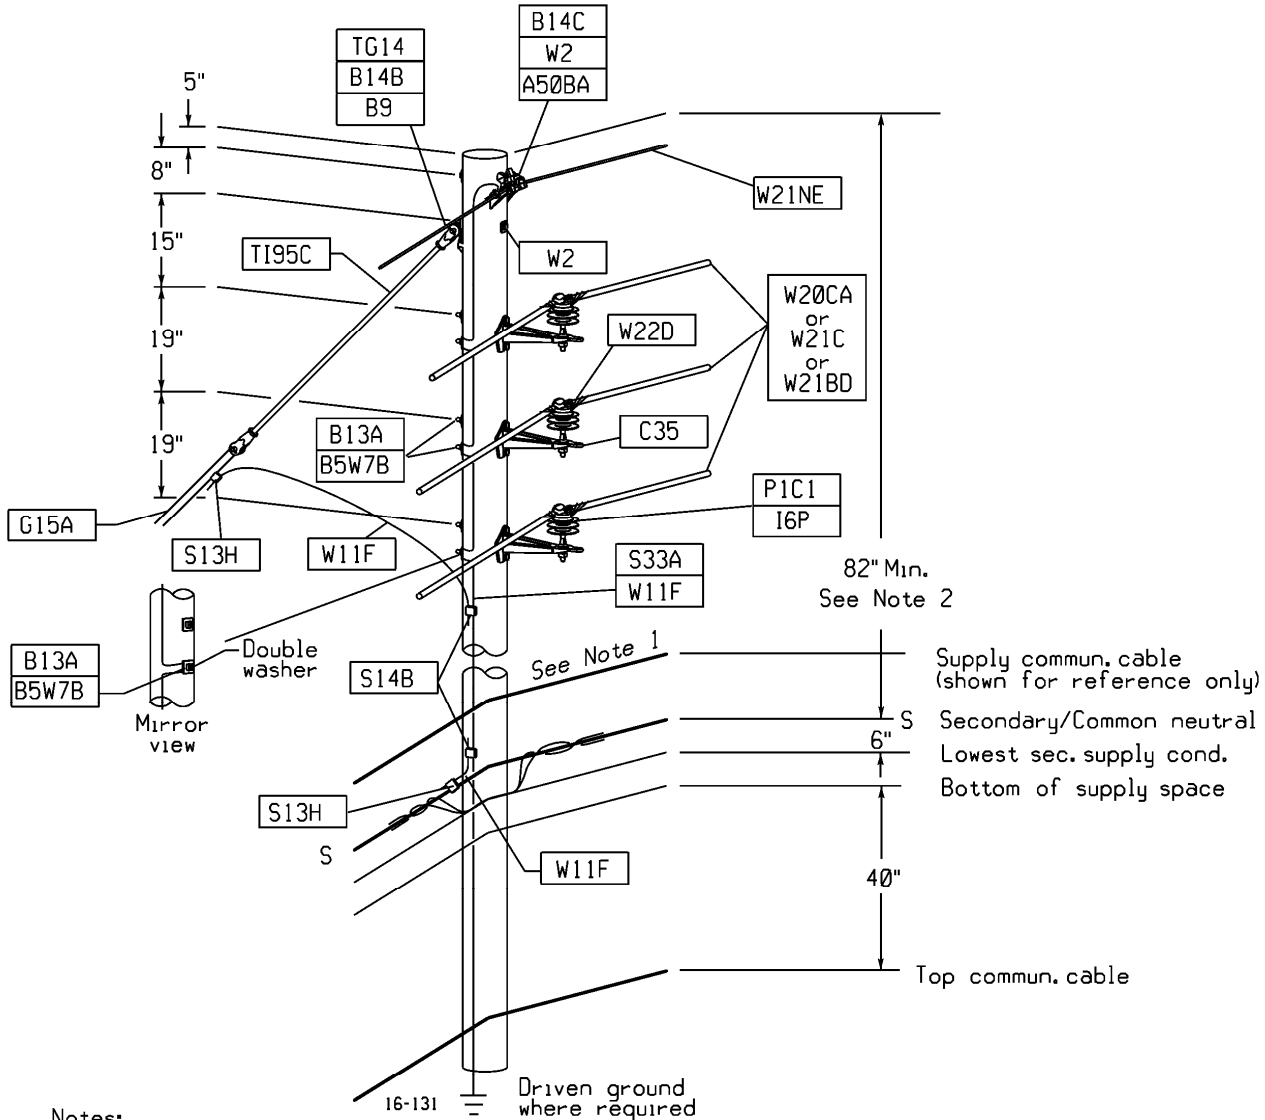 B14C
W2
A50BA
TG14
B14B
B9
5"
8"
15"
19"
19"
TI95C
W2
W21NE
W20CA
or
W21C
or
W21BD
W22D
C35
B13A
B5W7B
P1C1
I6P
G15A
S13H
W11F
S33A
W11F
82" Min.
See Note 2
B13A
B5W7B
Double
washer
Mirror
view
S14B
See Note 1
Supply commun. cable
(shown for reference only)
S Secondary/Common neutral
6"
Lowest sec. supply cond.
Bottom of supply space
S13H
S
W11F
40"
Top commun. cable
16-131
Driven ground
where required
Notes: